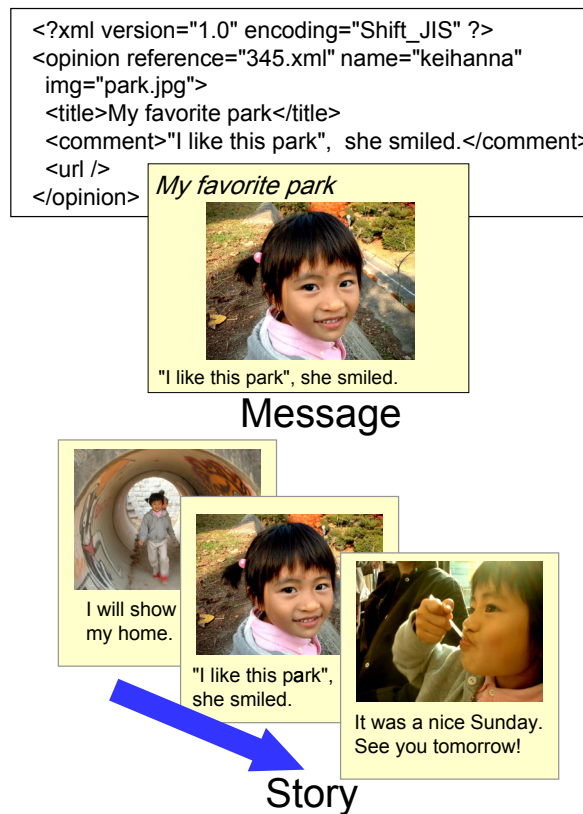 <?xml version="1.0" encoding="Shift_JIS" ?>
<opinion reference="345.xml" name="keihanna"
img="park.jpg">
<title>My favorite park</title>
<comment>"I like this park",  she smiled.</comment>
<url />
</opinion>
My favorite park
"I like this park", she smiled.
Message
I will show
my home.
"I like this park",
she smiled.
It was a nice Sunday.
See you tomorrow!
Story